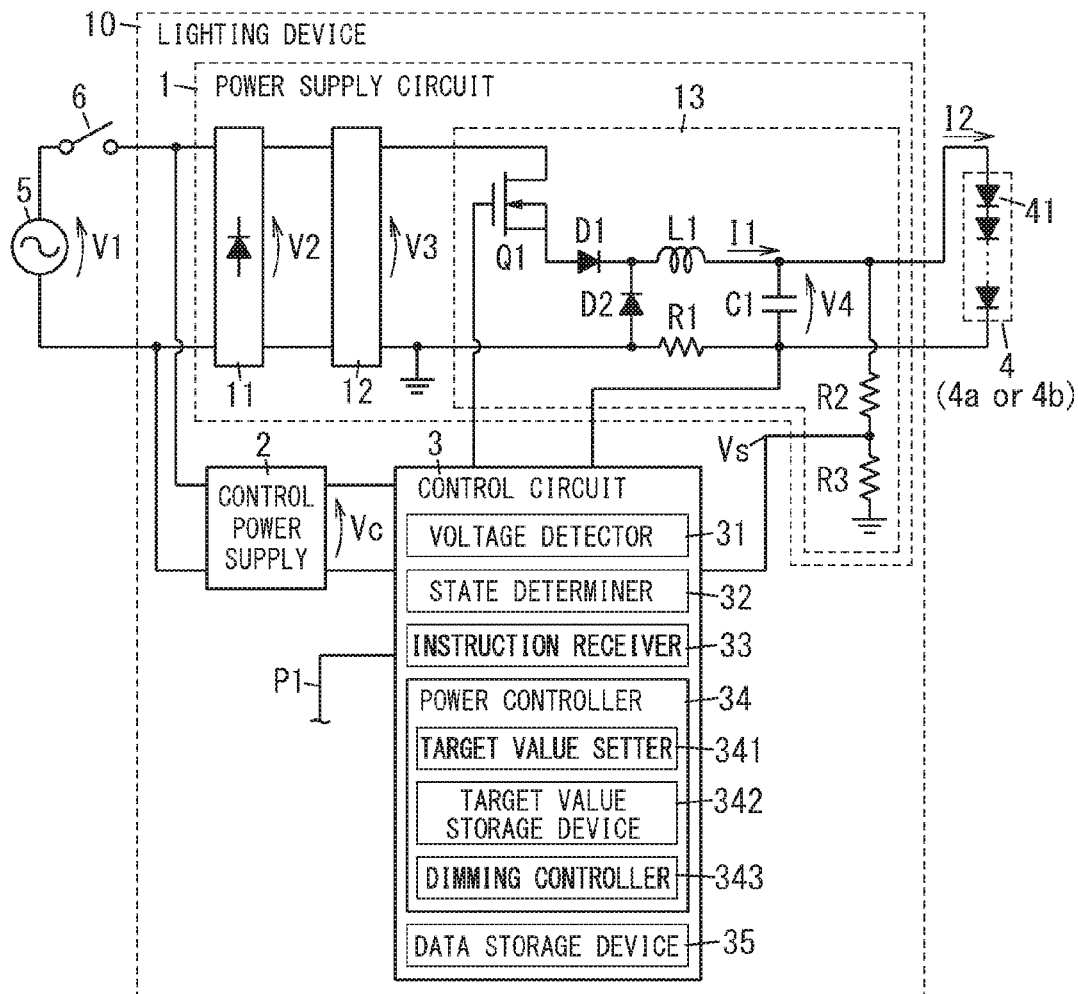 10
LIGHTING DEVICE
1
POWER SUPPLY CIRCUIT
6
13
I2
5
V1
V2
V3
Q1
D1
L1
I1
41
D2
R1
C1
V4
11
12
4
(4a or 4b)
R2
Vs
R3
2
CONTROL
POWER
SUPPLY
Vc
3
CONTROL CIRCUIT
VOLTAGE DETECTOR
31
STATE DETERMINER
32
INSTRUCTION RECEIVER
33
P1
POWER CONTROLLER
34
TARGET VALUE SETTER
341
TARGET VALUE
STORAGE DEVICE
342
DIMMING CONTROLLER
343
DATA STORAGE DEVICE
35